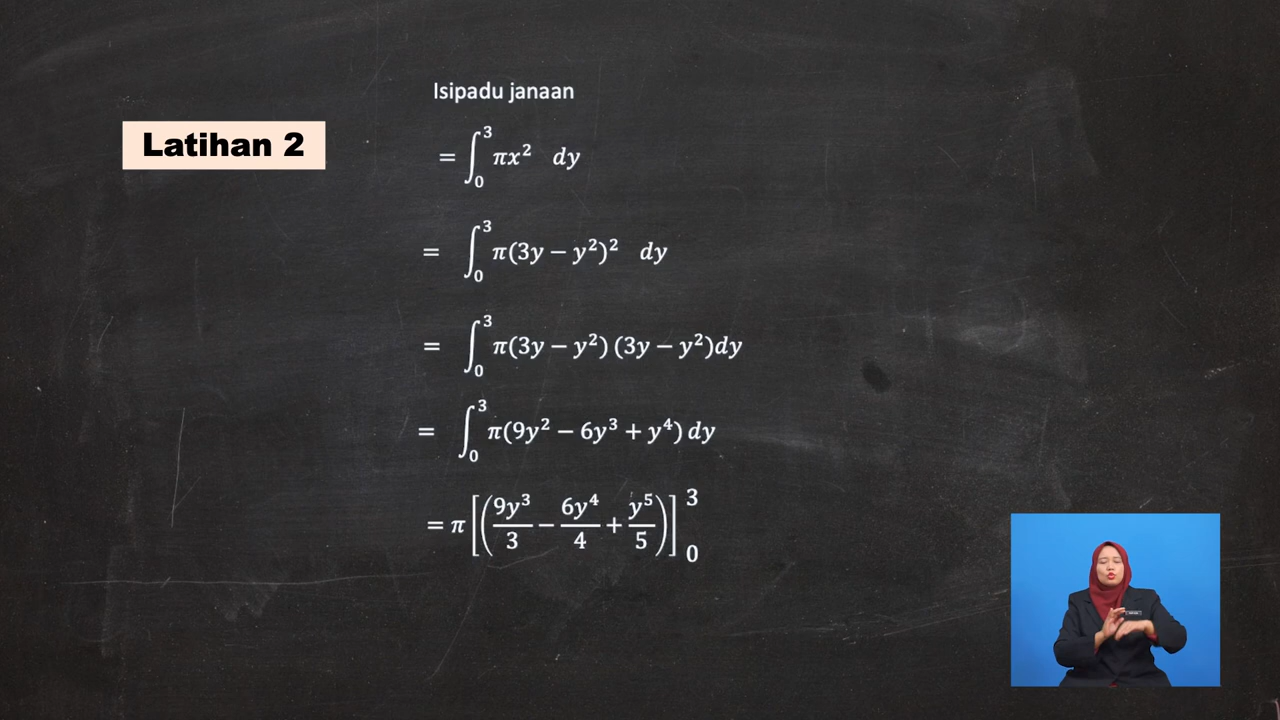 Isipadu janaan
Latihan 2
= ∫₀³ πx² dy
= ∫₀³ π(3y − y²)² dy
= ∫₀³ π(3y − y²) (3y − y²)dy
= ∫₀³ π(9y² − 6y³ + y⁴) dy
= π [(9y³/3 − 6y⁴/4 + y⁵/5)]₀³